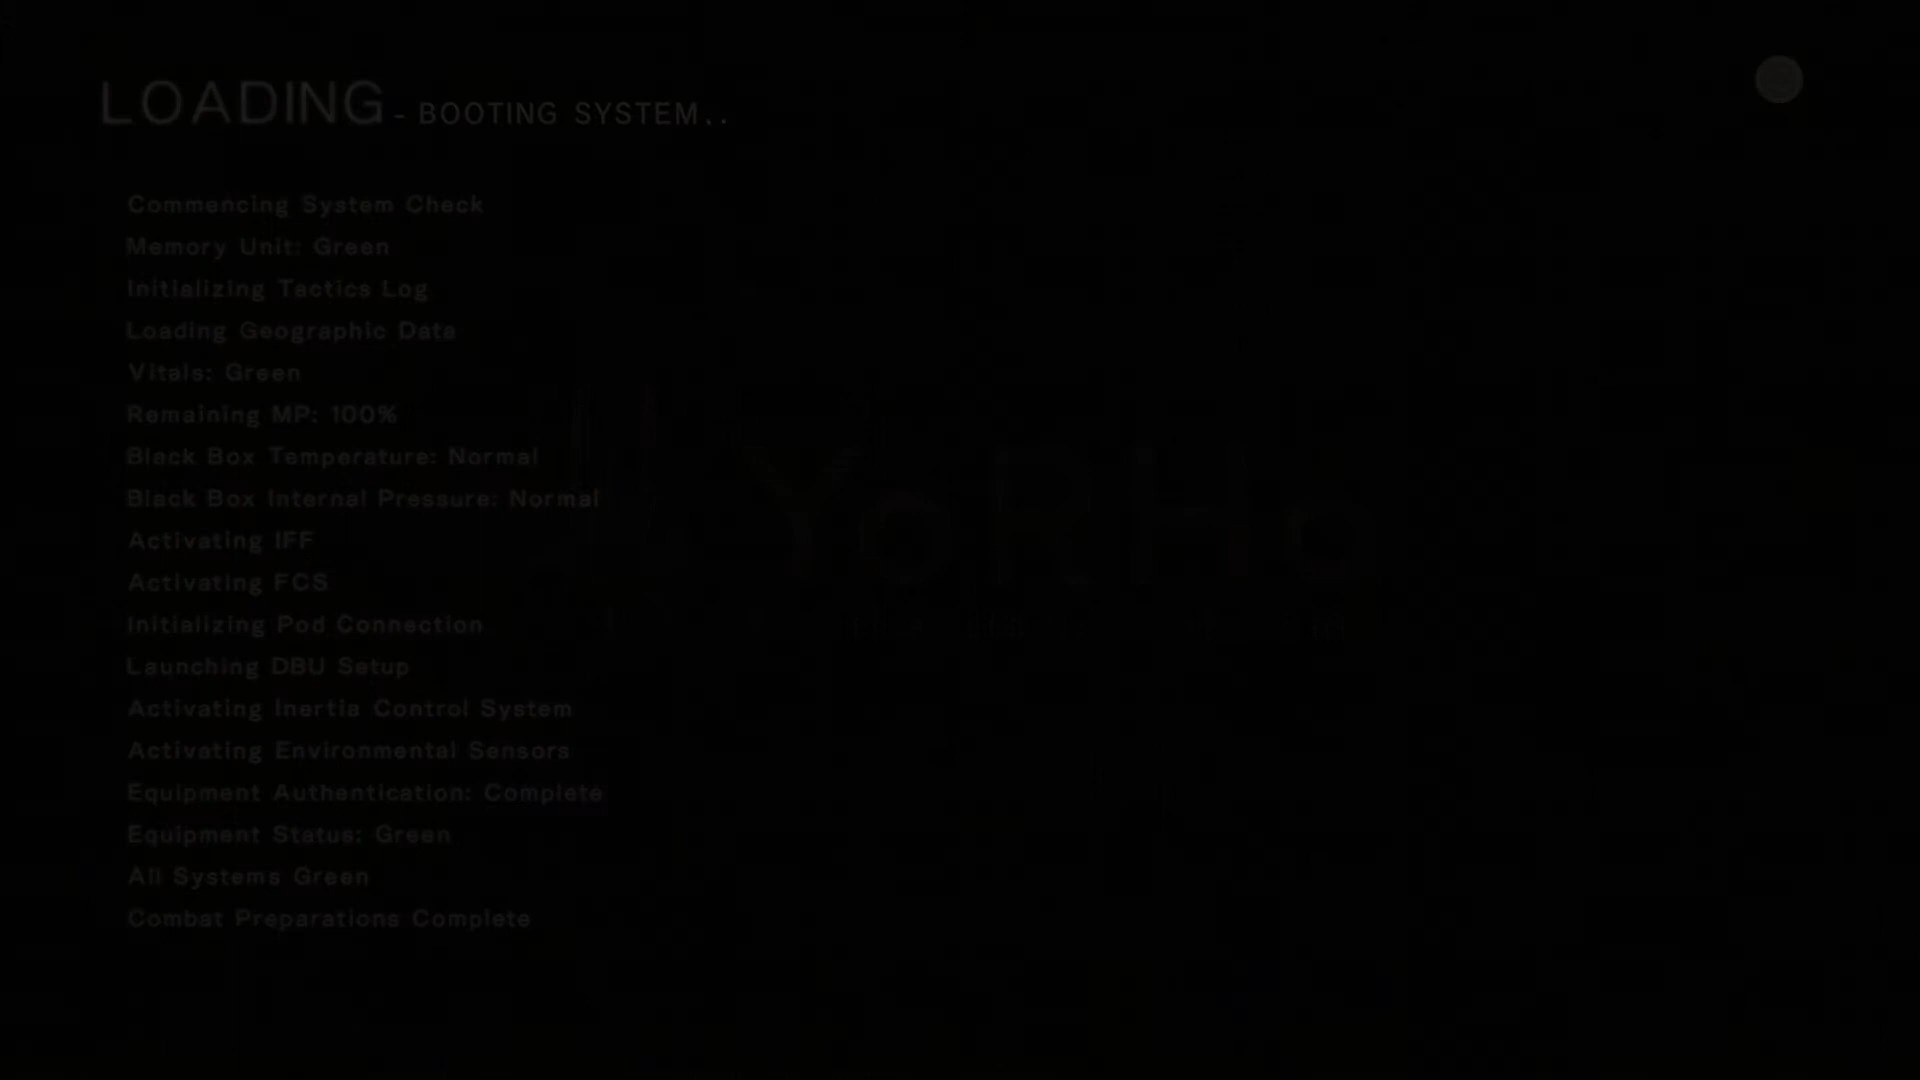 LOADING - BOOTING SYSTEM..
Commencing System Check
Memory Unit: Green
Initializing Tactics Log
Loading Geographic Data
Vitals: Green
Remaining MP: 100%
Black Box Temperature: Normal
Black Box Internal Pressure: Normal
Activating IFF
Activating FCS
Initializing Pod Connection
Launching DBU Setup
Activating Inertia Control System
Activating Environmental Sensors
Equipment Authentication: Complete
Equipment Status: Green
All Systems Green
Combat Preparations Complete
YoRHa